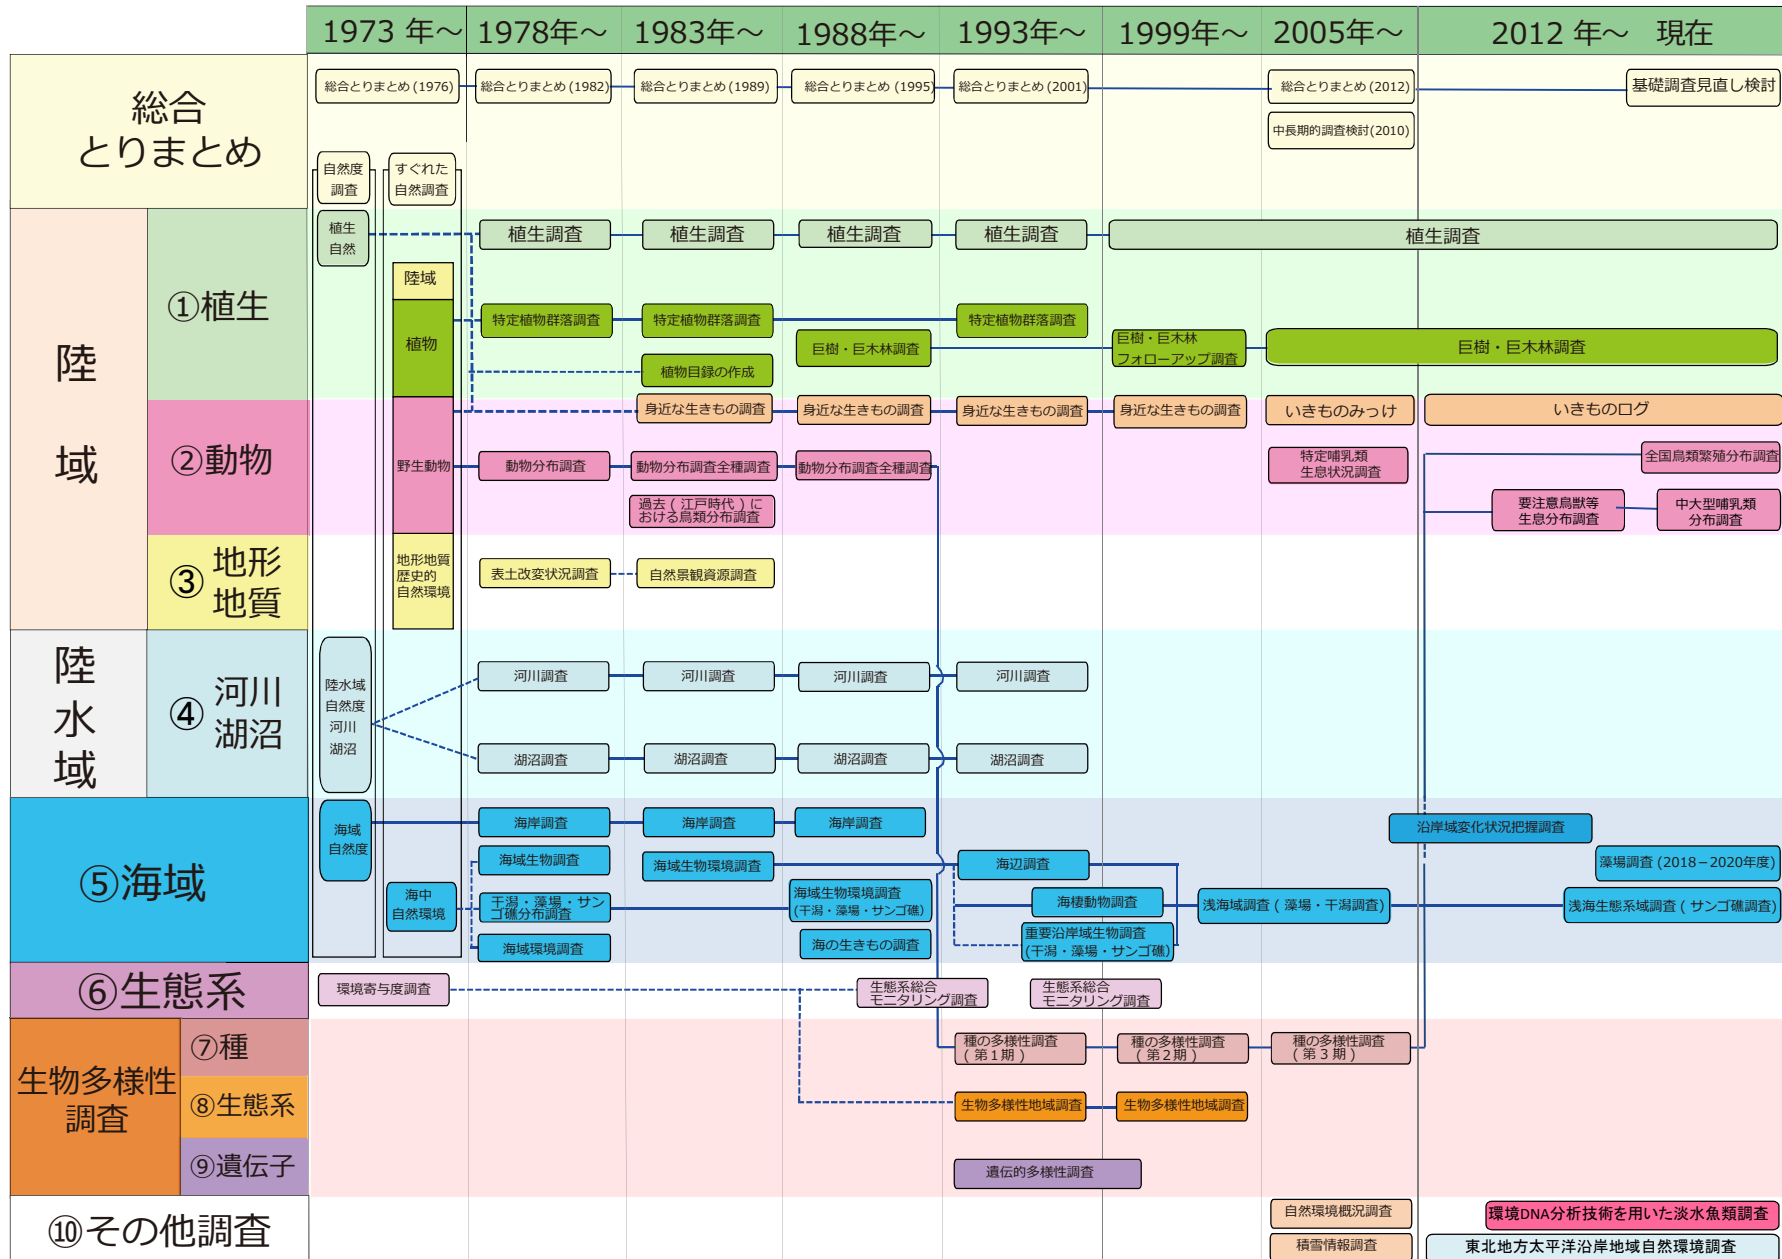 1973 年～
1978年～
1983年～
1988年～
1993年～
1999年～
2005年～
2012 年～　現在
総合
とりまとめ
総合とりまとめ (1976)
総合とりまとめ (1982)
総合とりまとめ (1989)
総合とりまとめ (1995)
総合とりまとめ (2001)
総合とりまとめ (2012)
基礎調査見直し検討
中長期的調査検討(2010)
自然度
調査
すぐれた
自然調査
陸
域
①植生
植生
自然
植生調査
植生調査
植生調査
植生調査
植生調査
陸域
植物
特定植物群落調査
特定植物群落調査
特定植物群落調査
巨樹・巨木林調査
巨樹・巨木林
フォローアップ調査
巨樹・巨木林調査
植物目録の作成
②動物
身近な生きもの調査
身近な生きもの調査
身近な生きもの調査
身近な生きもの調査
いきものみっけ
いきものログ
野生動物
動物分布調査
動物分布調査全種調査
動物分布調査全種調査
特定哺乳類
生息状況調査
全国鳥類繁殖分布調査
過去 ( 江戸時代 ) に
おける鳥類分布調査
要注意鳥獣等
生息分布調査
中大型哺乳類
分布調査
③地形
地質
地形地質
歴史的
自然環境
表土改変状況調査
自然景観資源調査
陸
水
域
④河川
湖沼
陸水域
自然度
河川
湖沼
河川調査
河川調査
河川調査
河川調査
湖沼調査
湖沼調査
湖沼調査
湖沼調査
⑤海域
海域
自然度
海岸調査
海岸調査
海岸調査
沿岸域変化状況把握調査
海域生物調査
海域生物環境調査
海辺調査
藻場調査 (2018－2020年度)
海中
自然環境
干潟・藻場・サン
ゴ礁分布調査
海域生物環境調査
(干潟・藻場・サンゴ礁)
海棲動物調査
浅海域調査 ( 藻場・干潟調査)
浅海生態系域調査 ( サンゴ礁調査)
海域環境調査
海の生きもの調査
重要沿岸域生物調査
(干潟・藻場・サンゴ礁)
⑥生態系
環境寄与度調査
生態系総合
モニタリング調査
生態系総合
モニタリング調査
生物多様性
調査
⑦種
種の多様性調査
( 第1期 )
種の多様性調査
( 第2期 )
種の多様性調査
( 第３期 )
⑧生態系
生物多様性地域調査
生物多様性地域調査
⑨遺伝子
遺伝的多様性調査
⑩その他調査
自然環境概況調査
環境DNA分析技術を用いた淡水魚類調査
積雪情報調査
東北地方太平洋沿岸地域自然環境調査